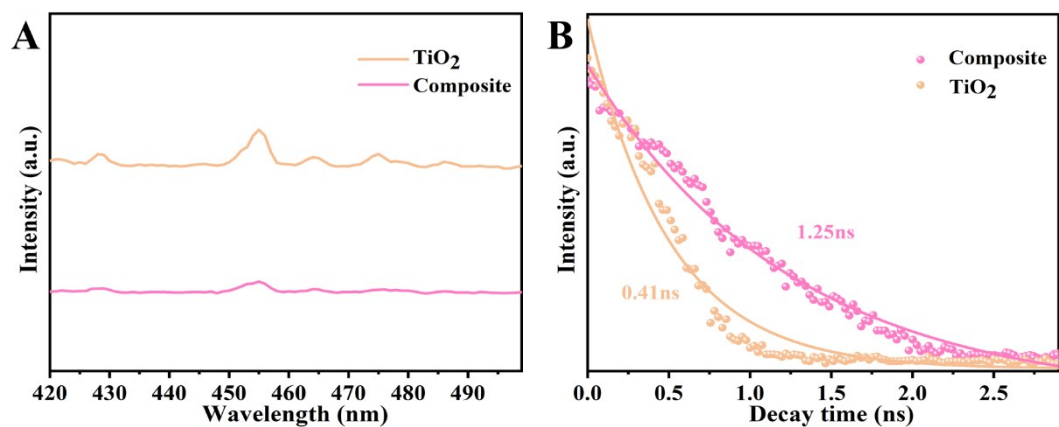 A
TiO2
Composite
Intensity (a.u.)
420 430 440 450 460 470 480 490
Wavelength (nm)
B
Composite
TiO2
1.25ns
0.41ns
Intensity (a.u.)
0.0 0.5 1.0 1.5 2.0 2.5
Decay time (ns)